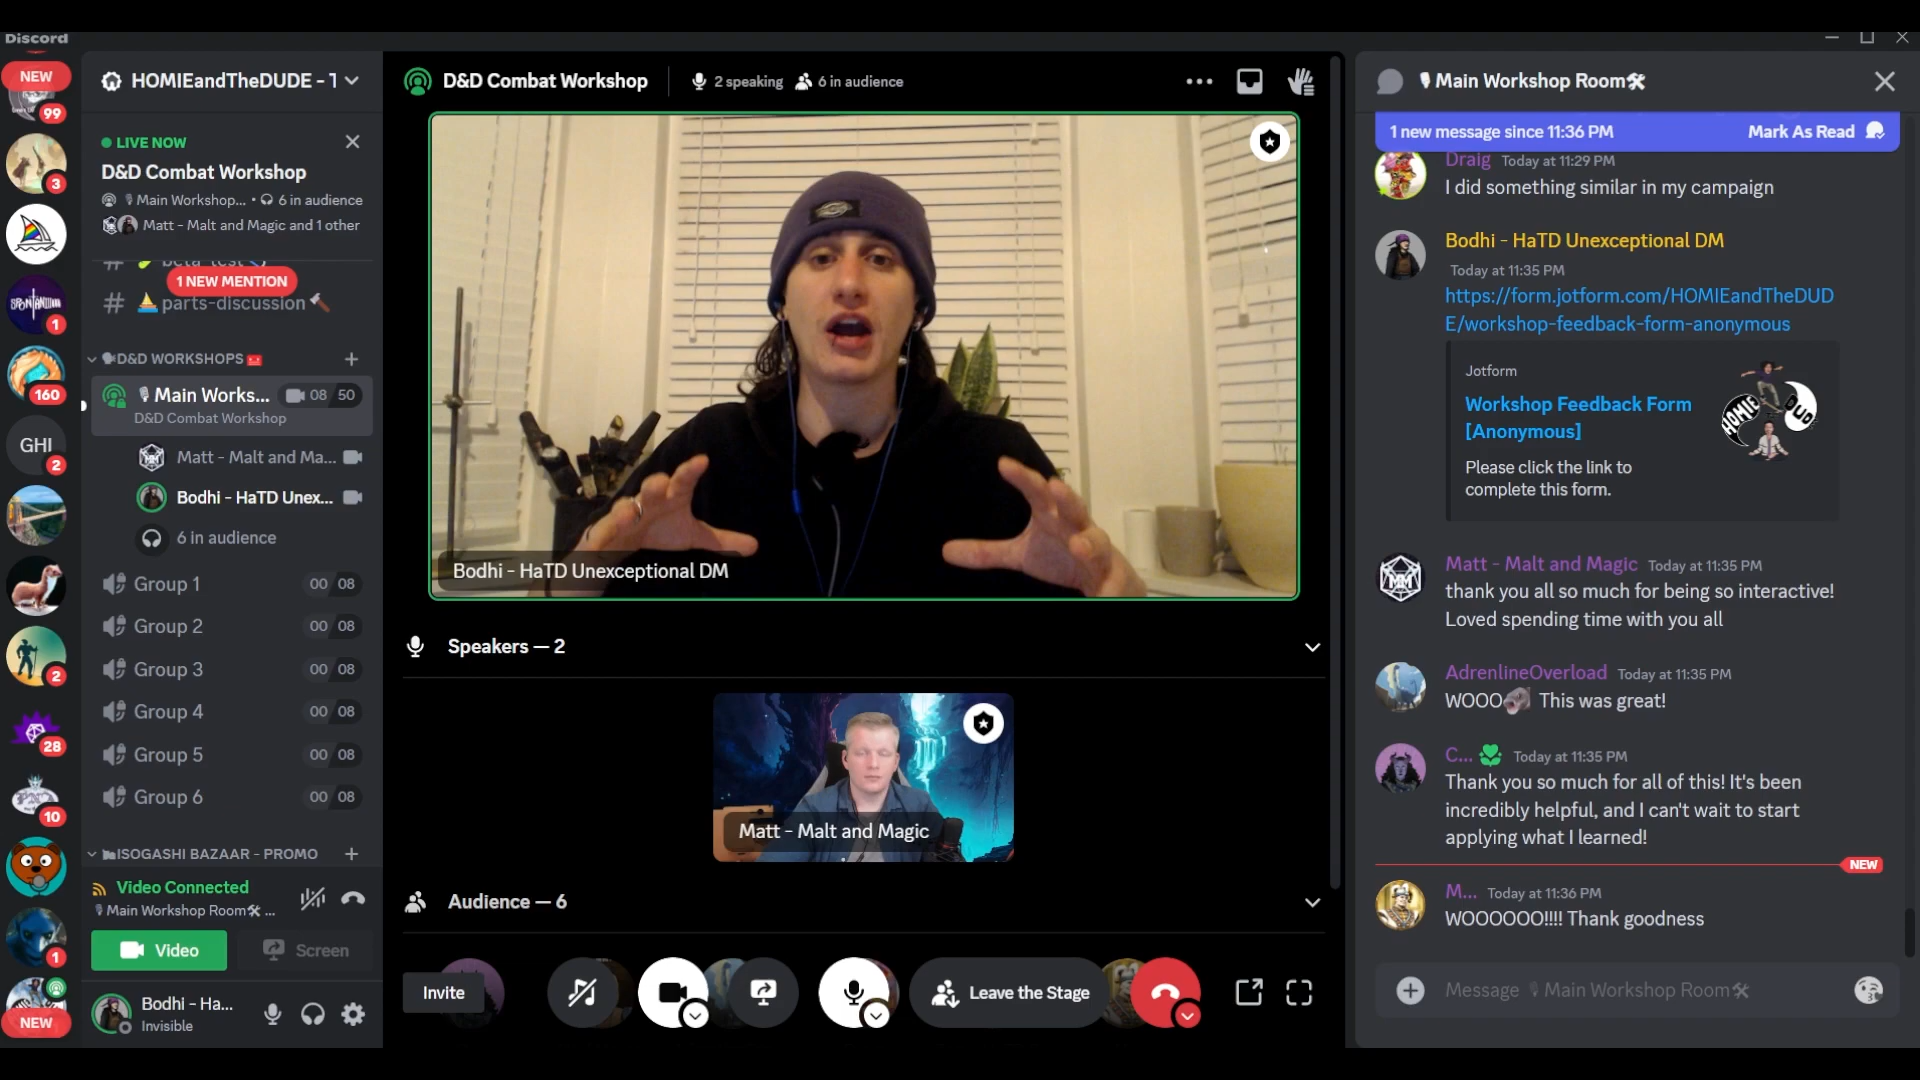 Discord
NEW
99
3
1
160
GHI
2
2
28
10
1
NEW
HOMIEandTheDUDE - T
LIVE NOW
D&D Combat Workshop
Main Workshop... • 6 in audience
Matt - Malt and Magic and 1 other
beta-test
1 NEW MENTION
parts-discussion
D&D WORKSHOPS
Main Works... 08 50
D&D Combat Workshop
Matt - Malt and Ma...
Bodhi - HaTD Unex...
6 in audience
Group 1 00 08
Group 2 00 08
Group 3 00 08
Group 4 00 08
Group 5 00 08
Group 6 00 08
ISOGASHI BAZAAR - PROMO
Video Connected
Main Workshop Room ...
Video Screen
Bodhi - Ha...
Invisible
D&D Combat Workshop 2 speaking 6 in audience
Bodhi - HaTD Unexceptional DM
Speakers — 2
Matt - Malt and Magic
Audience — 6
Invite
Leave the Stage
Main Workshop Room
1 new message since 11:36 PM Mark As Read
Draig Today at 11:29 PM
I did something similar in my campaign
Bodhi - HaTD Unexceptional DM
Today at 11:35 PM
https://form.jotform.com/HOMIEandTheDUD
E/workshop-feedback-form-anonymous
Jotform
Workshop Feedback Form
[Anonymous]
Please click the link to
complete this form.
HOMIE
DUDE
Matt - Malt and Magic Today at 11:35 PM
thank you all so much for being so interactive!
Loved spending time with you all
AdrenlineOverload Today at 11:35 PM
WOOO This was great!
C... Today at 11:35 PM
Thank you so much for all of this! It's been
incredibly helpful, and I can't wait to start
applying what I learned!
NEW
M... Today at 11:36 PM
WOOOOOO!!!! Thank goodness
Message Main Workshop Room